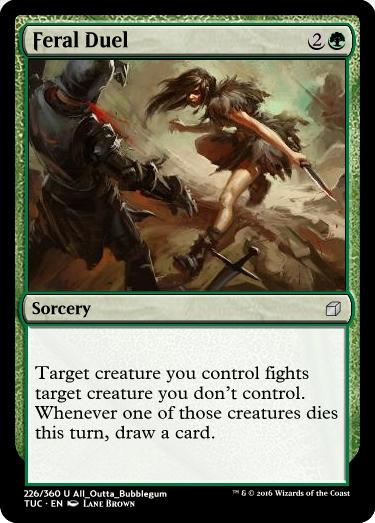 Feral Duel 2
Sorcery
Target creature you control fights
target creature you don't control.
Whenever one of those creatures dies
this turn, draw a card.
226/360 U All_Outta_Bubblegum
TUC · EN Lane Brown
™ & © 2016 Wizards of the Coast